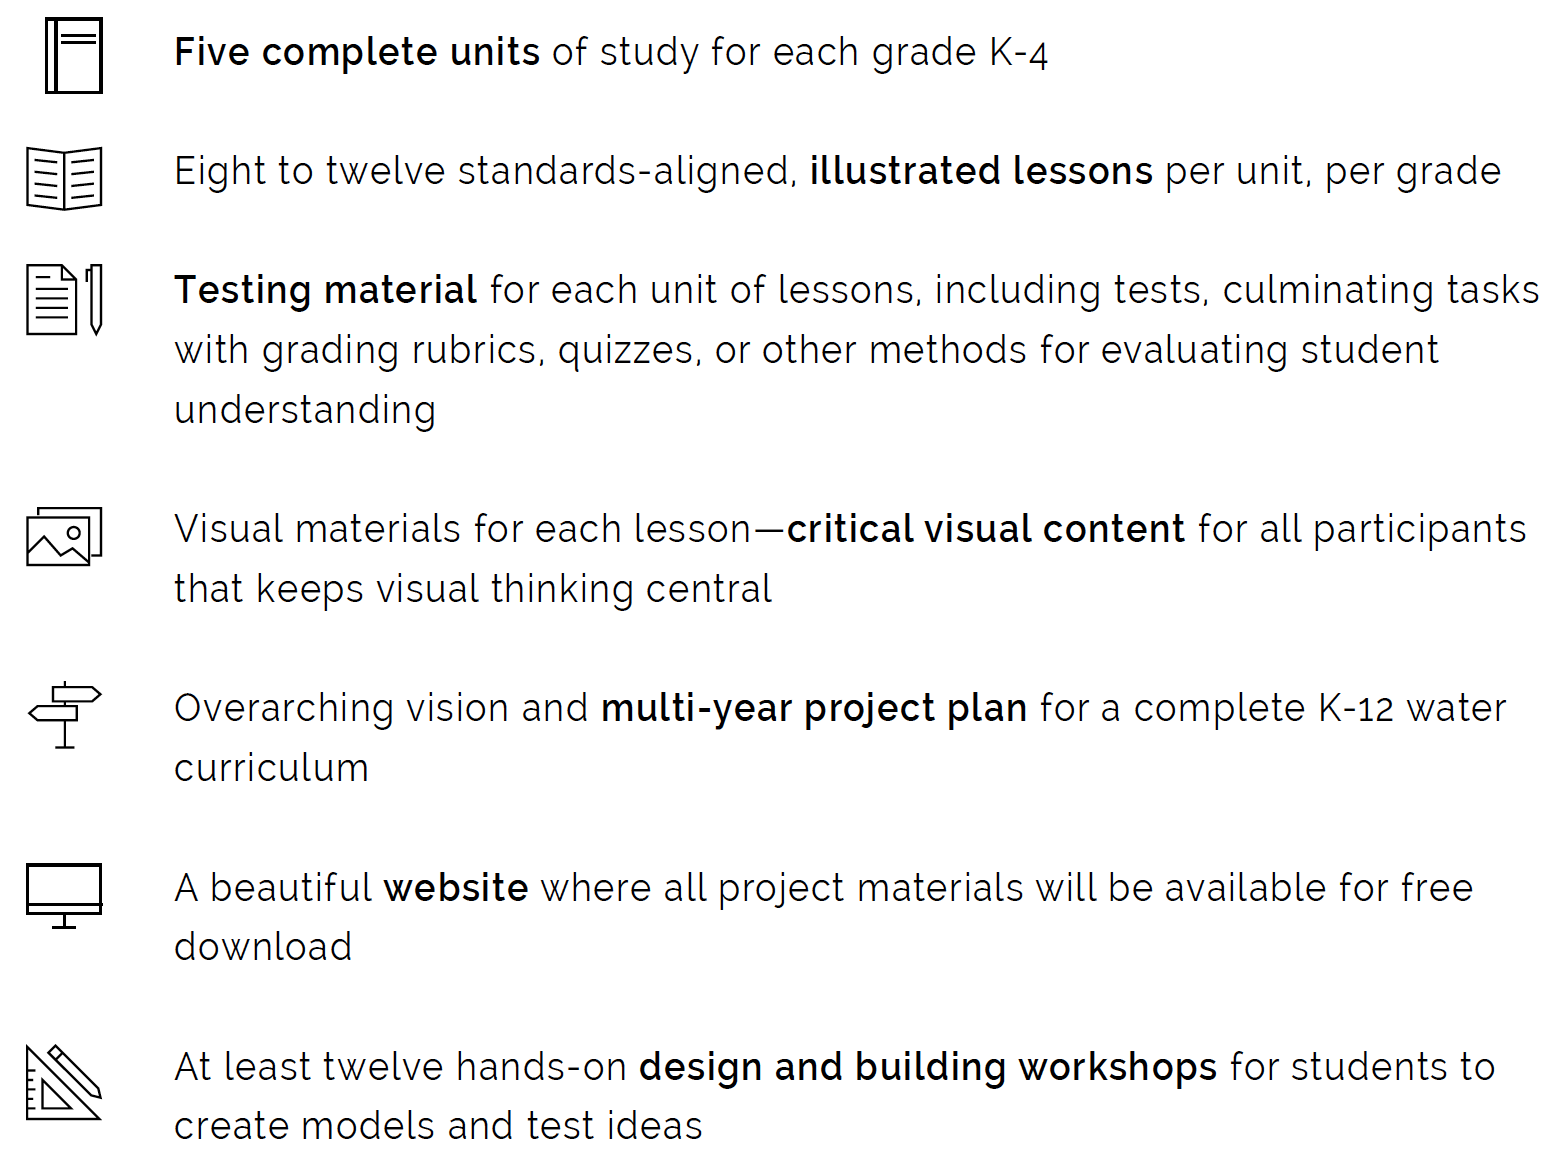 Five complete units of study for each grade K-4
Eight to twelve standards-aligned, illustrated lessons per unit, per grade
Testing material for each unit of lessons, including tests, culminating tasks
with grading rubrics, quizzes, or other methods for evaluating student
understanding
Visual materials for each lesson—critical visual content for all participants
that keeps visual thinking central
Overarching vision and multi-year project plan for a complete K-12 water
curriculum
A beautiful website where all project materials will be available for free
download
At least twelve hands-on design and building workshops for students to
create models and test ideas